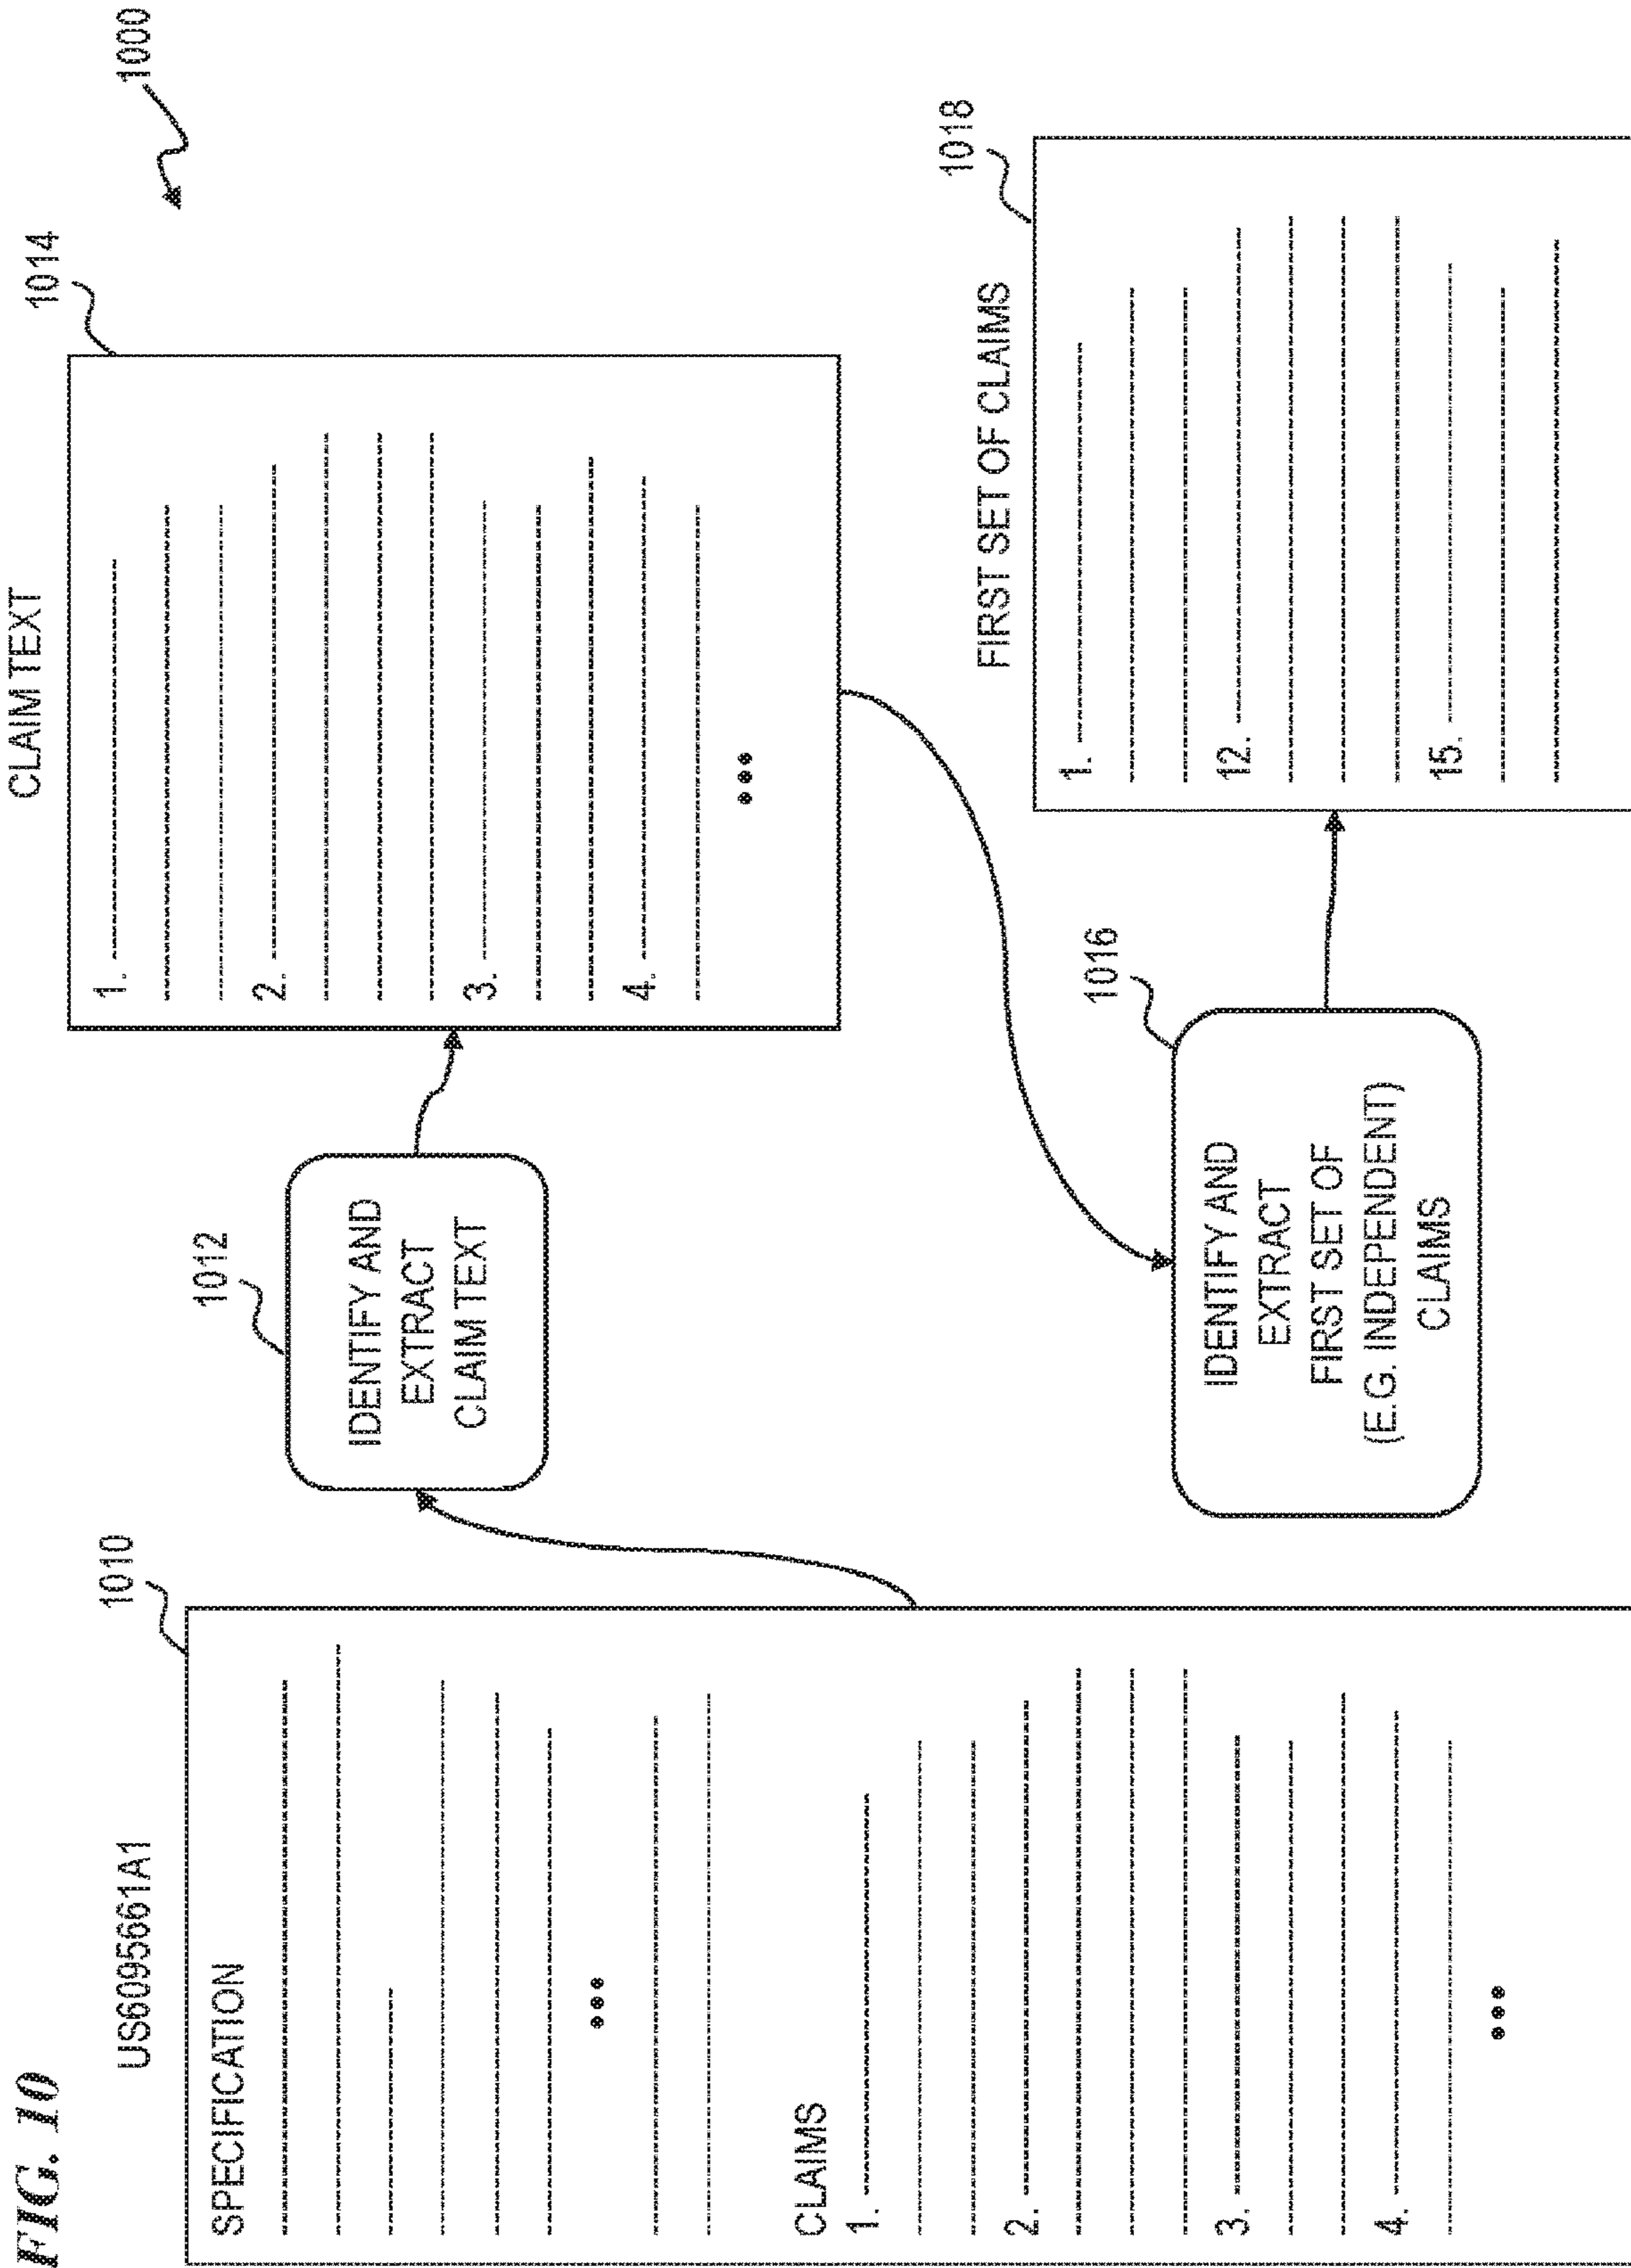 FIG. 10
US6095661A1
1010
SPECIFICATION
•••
CLAIMS
1.
2.
3.
4.
•••
1012
IDENTIFY AND
EXTRACT
CLAIM TEXT
CLAIM TEXT
1014
1.
2.
3.
4.
•••
1000
1016
IDENTIFY AND
EXTRACT
FIRST SET OF
(E.G. INDEPENDENT)
CLAIMS
FIRST SET OF CLAIMS
1018
1.
12.
15.